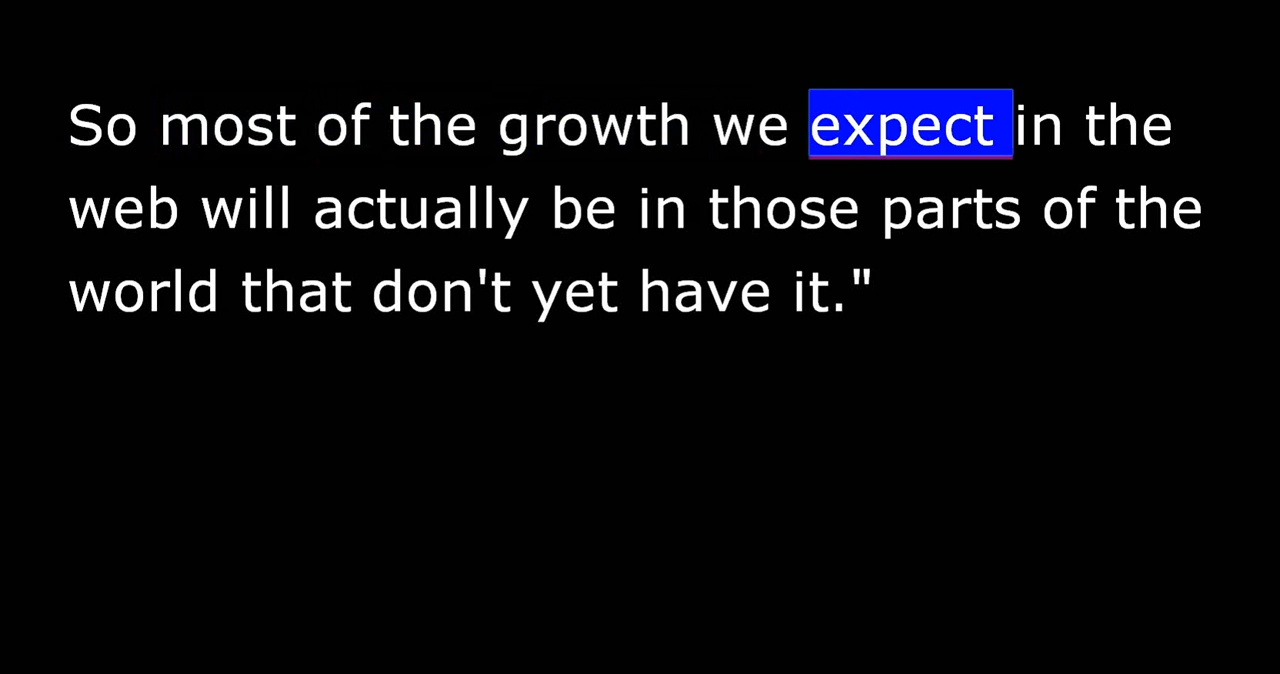 So most of the growth we expect in the
web will actually be in those parts of the
world that don't yet have it."